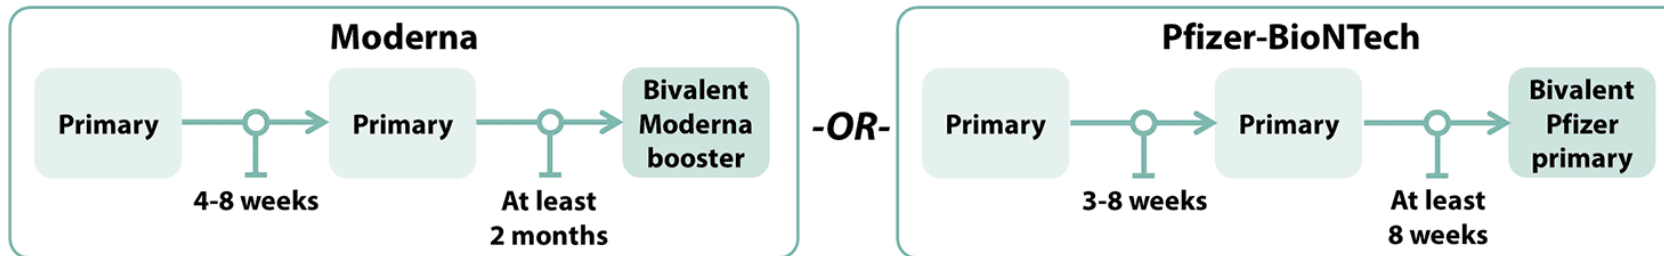 Moderna
Primary
4-8 weeks
Primary
At least
2 months
Bivalent
Moderna
booster
-OR-
Pfizer-BioNTech
Primary
3-8 weeks
Primary
At least
8 weeks
Bivalent
Pfizer
primary